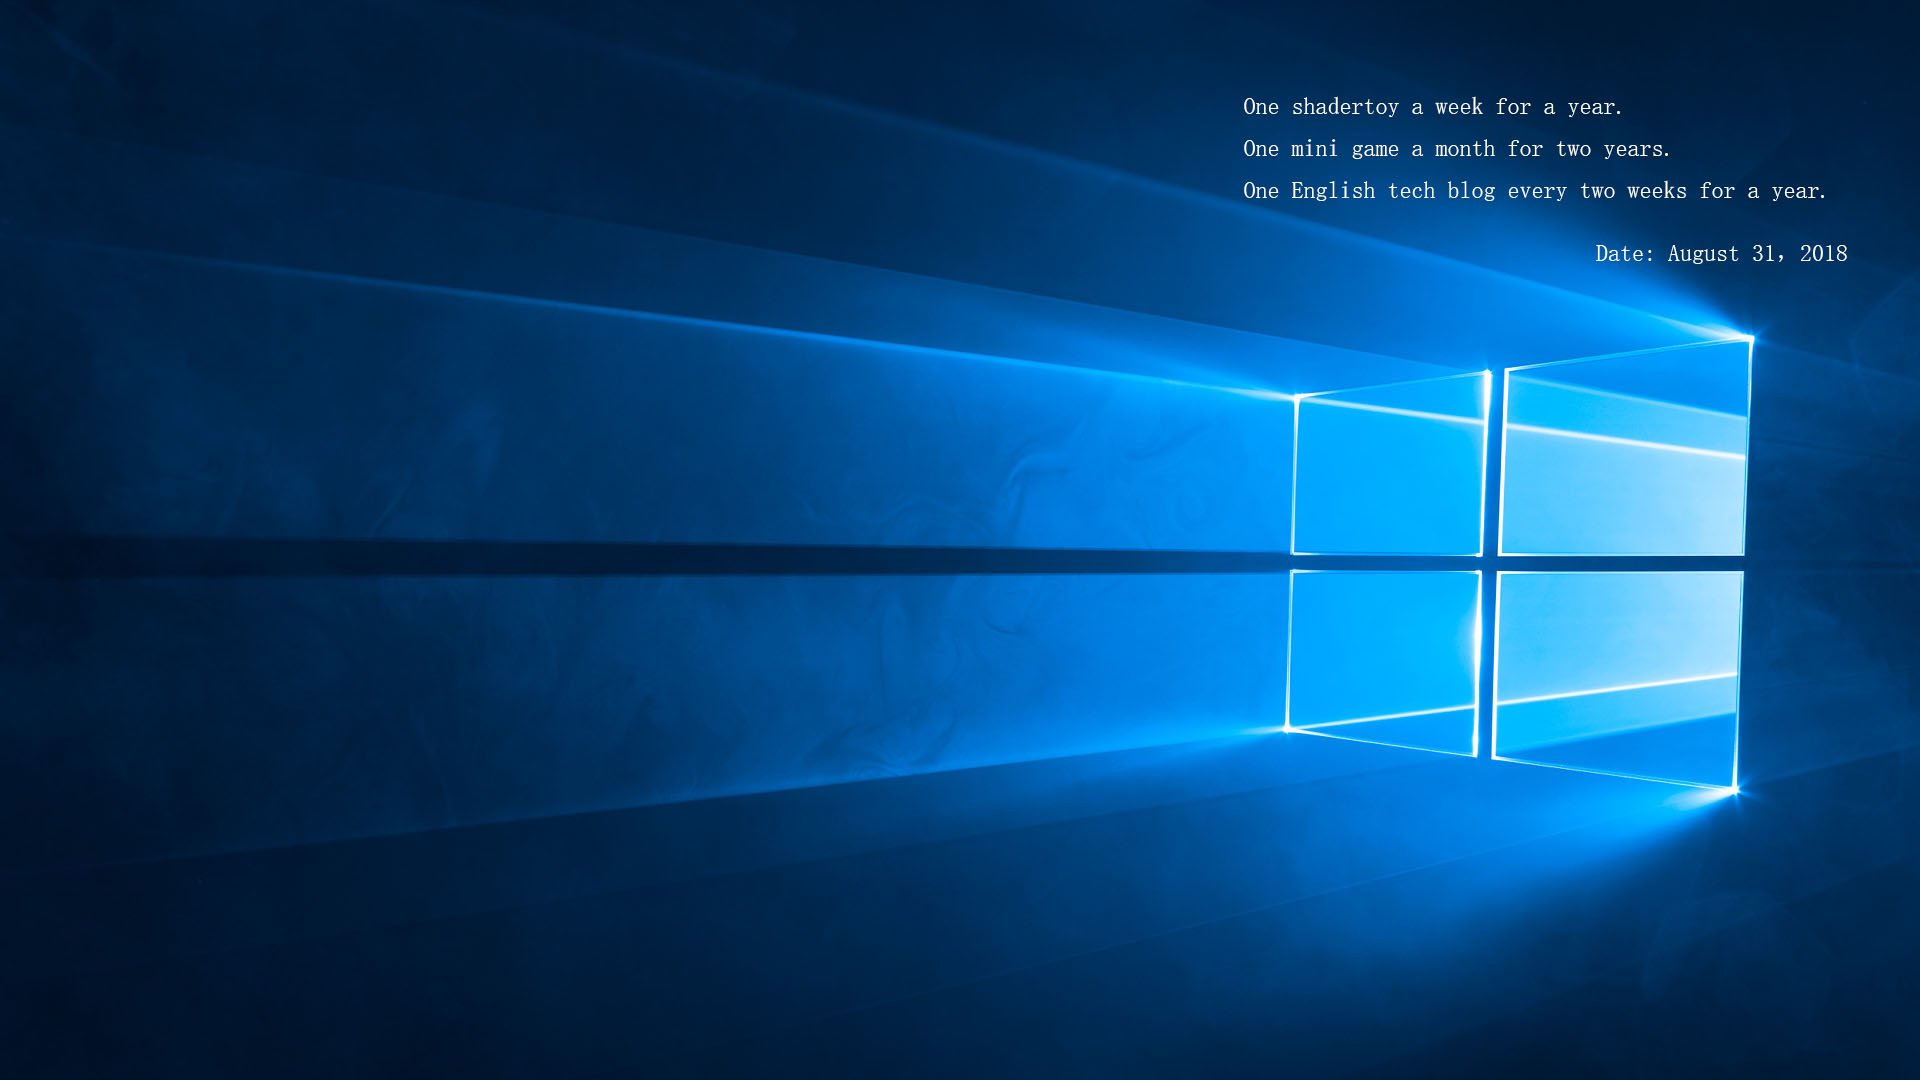 One shadertoy a week for a year.
One mini game a month for two years.
One English tech blog every two weeks for a year.
Date: August 31, 2018